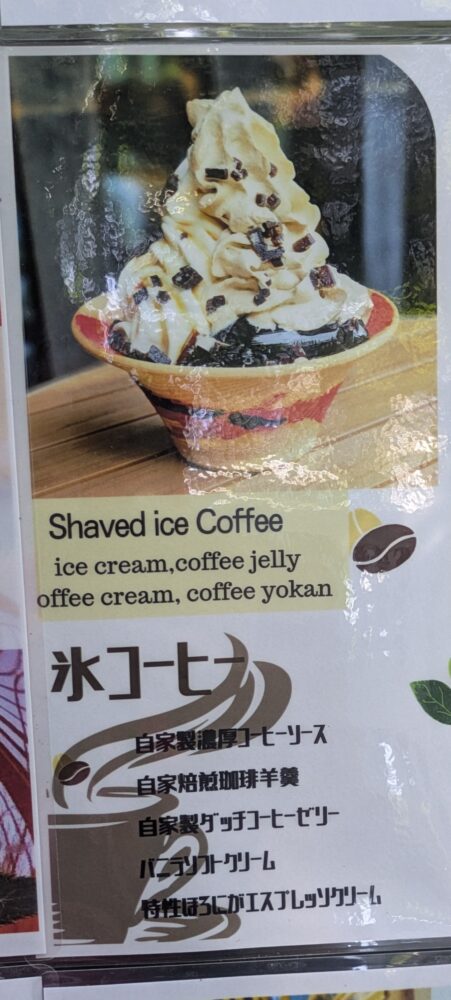 Shaved ice Coffee
ice cream,coffee jelly
offee cream, coffee yokan
氷コーヒー
自家製濃厚コーヒーソース
自家焙煎珈琲羊羹
自家製ダッチコーヒーゼリー
バニラソフトクリーム
特性ほろにがエスプレッソクリーム